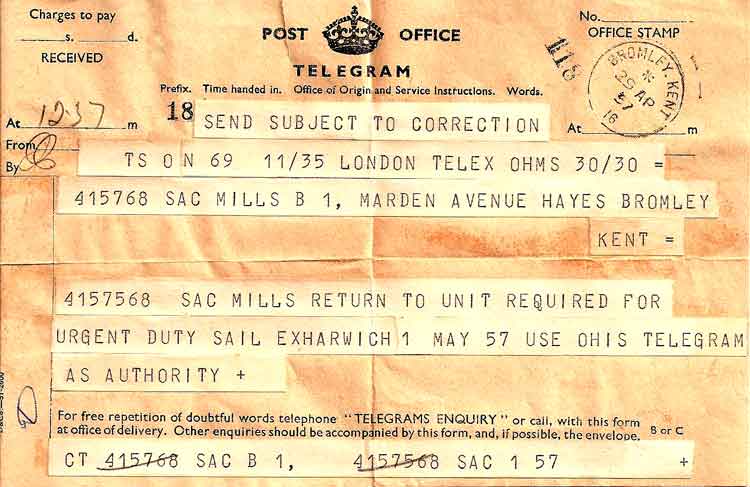 Charges to pay
s. d.
RECEIVED
POST OFFICE
TELEGRAM
No.
OFFICE STAMP
118
BROMLEY. KENT
29 AP
57
16
Prefix. Time handed in. Office of Origin and Service Instructions. Words.
18
At 1237 m
From
By
At m
SEND SUBJECT TO CORRECTION
TS O N 69 11/35 LONDON TELEX OHMS 30/30 =
415768 SAC MILLS B 1, MARDEN AVENUE HAYES BROMLEY
KENT =
4157568 SAC MILLS RETURN TO UNIT REQUIRED FOR
URGENT DUTY SAIL EXHARWICH 1 MAY 57 USE OHIS TELEGRAM
AS AUTHORITY +
For free repetition of doubtful words telephone "TELEGRAMS ENQUIRY" or call, with this form
at office of delivery. Other enquiries should be accompanied by this form, and, if possible, the envelope. B or C
CT 415768 SAC B 1, 4157568 SAC 1 57 +